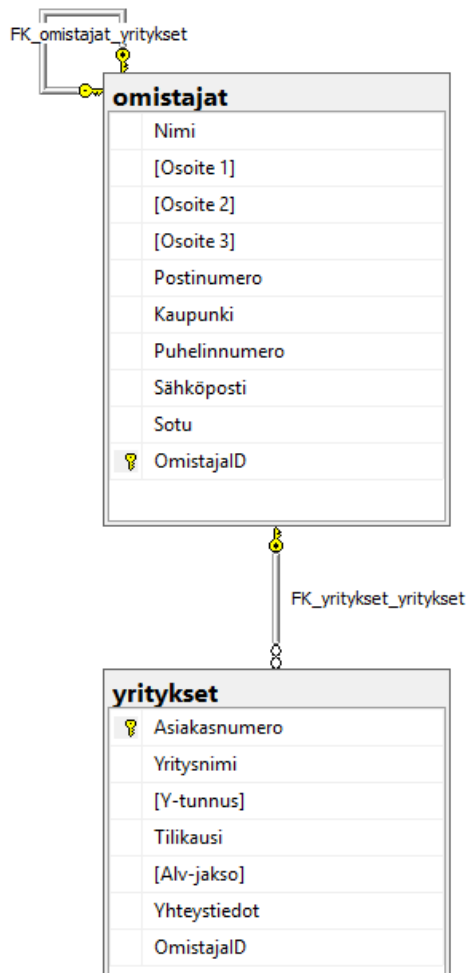 FK_omistajat_yritykset
omistajat
Nimi
[Osoite 1]
[Osoite 2]
[Osoite 3]
Postinumero
Kaupunki
Puhelinnumero
Sähköposti
Sotu
OmistajaID
FK_yritykset_yritykset
yritykset
Asiakasnumero
Yritysnimi
[Y-tunnus]
Tilikausi
[Alv-jakso]
Yhteystiedot
OmistajaID